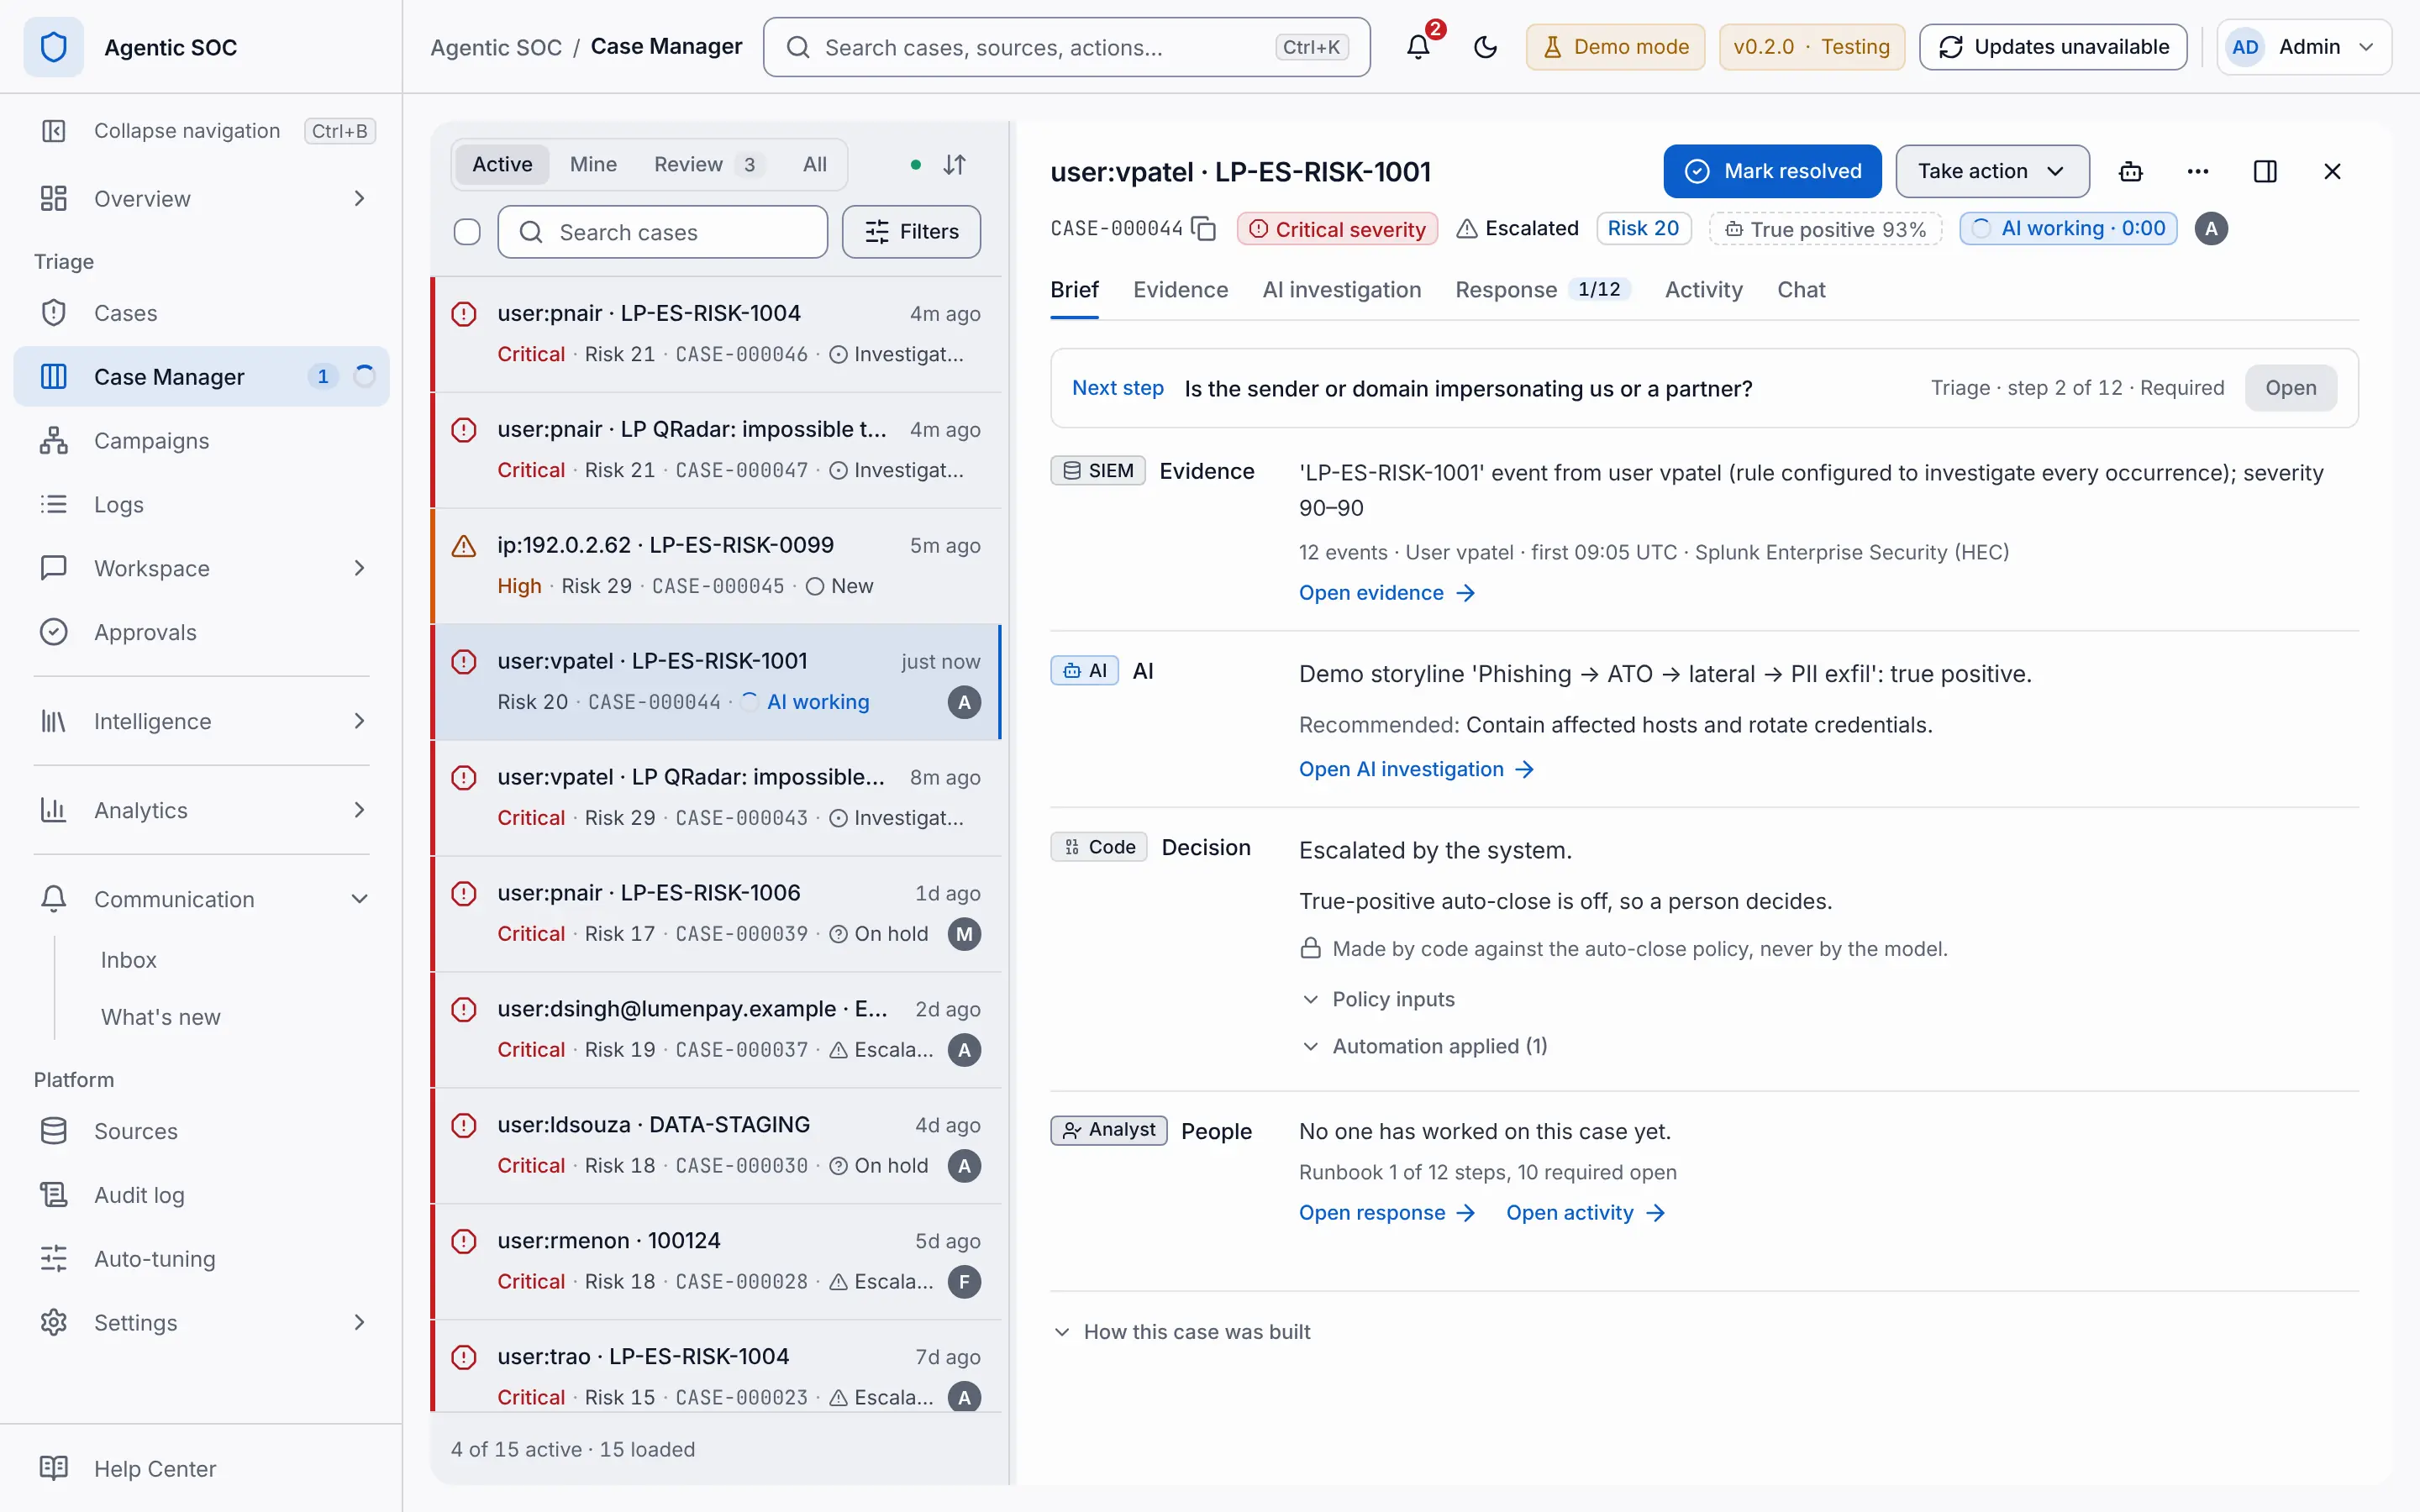 Agentic SOC
Agentic SOC / Case Manager
Search cases, sources, actions...
Ctrl+K
2
Demo mode
v0.2.0 · Testing
Updates unavailable
AD
Admin
Collapse navigation
Ctrl+B
Overview
Triage
Cases
Case Manager
1
Campaigns
Logs
Workspace
Approvals
Intelligence
Analytics
Communication
Inbox
What's new
Platform
Sources
Audit log
Auto-tuning
Settings
Help Center
Active
Mine
Review 3
All
Search cases
Filters
user:pnair · LP-ES-RISK-1004
4m ago
Critical · Risk 21 · CASE-000046 · Investigat...
user:pnair · LP QRadar: impossible t...
4m ago
Critical · Risk 21 · CASE-000047 · Investigat...
ip:192.0.2.62 · LP-ES-RISK-0099
5m ago
High · Risk 29 · CASE-000045 · New
user:vpatel · LP-ES-RISK-1001
just now
Risk 20 · CASE-000044 · AI working
A
user:vpatel · LP QRadar: impossible...
8m ago
Critical · Risk 29 · CASE-000043 · Investigat...
user:pnair · LP-ES-RISK-1006
1d ago
Critical · Risk 17 · CASE-000039 · On hold
M
user:dsingh@lumenpay.example · E...
2d ago
Critical · Risk 19 · CASE-000037 · Escala...
A
user:ldsouza · DATA-STAGING
4d ago
Critical · Risk 18 · CASE-000030 · On hold
A
user:rmenon · 100124
5d ago
Critical · Risk 18 · CASE-000028 · Escala...
F
user:trao · LP-ES-RISK-1004
7d ago
Critical · Risk 15 · CASE-000023 · Escala...
A
4 of 15 active · 15 loaded
user:vpatel · LP-ES-RISK-1001
Mark resolved
Take action
CASE-000044
Critical severity
Escalated
Risk 20
True positive 93%
AI working · 0:00
A
Brief
Evidence
AI investigation
Response 1/12
Activity
Chat
Next step
Is the sender or domain impersonating us or a partner?
Triage · step 2 of 12 · Required
Open
SIEM
Evidence
'LP-ES-RISK-1001' event from user vpatel (rule configured to investigate every occurrence); severity
90–90
12 events · User vpatel · first 09:05 UTC · Splunk Enterprise Security (HEC)
Open evidence →
AI
AI
Demo storyline 'Phishing → ATO → lateral → PII exfil': true positive.
Recommended: Contain affected hosts and rotate credentials.
Open AI investigation →
Code
Decision
Escalated by the system.
True-positive auto-close is off, so a person decides.
Made by code against the auto-close policy, never by the model.
Policy inputs
Automation applied (1)
Analyst
People
No one has worked on this case yet.
Runbook 1 of 12 steps, 10 required open
Open response →
Open activity →
How this case was built